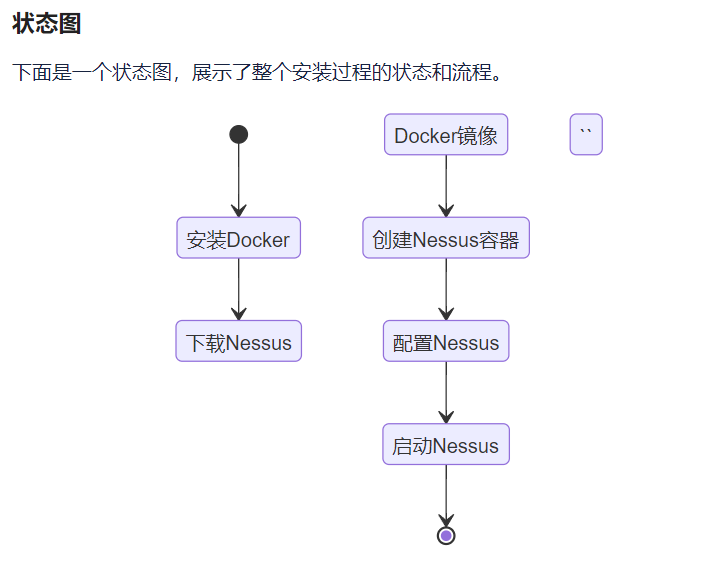 状态图
下面是一个状态图，展示了整个安装过程的状态和流程。
Docker镜像
``
安装Docker
创建Nessus容器
下载Nessus
配置Nessus
启动Nessus